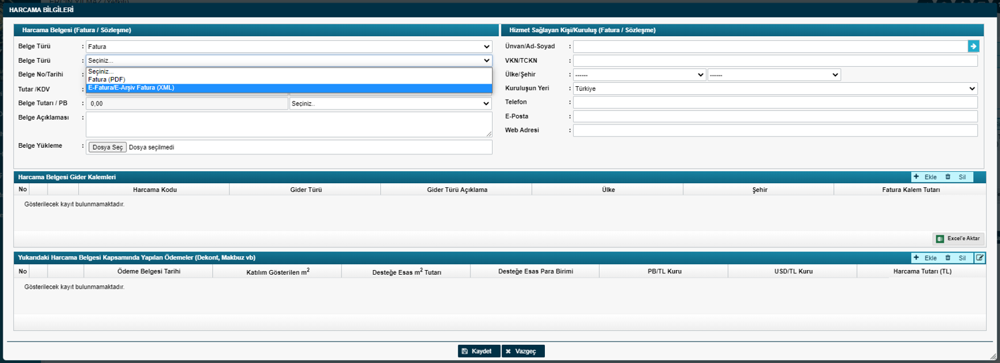 HARCAMA BİLGİLERİ
Harcama Belgesi (Fatura / Sözleşme)
Belge Türü : Fatura
Belge Türü : Seçiniz...
Seçiniz...
Fatura (PDF)
E-Fatura/E-Arşiv Fatura (XML)
Belge No/Tarihi :
Tutar /KDV :
Belge Tutarı / PB : 0,00 Seçiniz..
Belge Açıklaması :
Belge Yükleme : Dosya Seç Dosya seçilmedi
Hizmet Sağlayan Kişi/Kuruluş (Fatura / Sözleşme)
Ünvan/Ad-Soyad :
VKN/TCKN :
Ülke/Şehir : ------ ------
Kuruluşun Yeri : Türkiye
Telefon :
E-Posta :
Web Adresi :
Harcama Belgesi Gider Kalemleri Ekle Sil
No Harcama Kodu Gider Türü Gider Türü Açıklama Ülke Şehir Fatura Kalem Tutarı
Gösterilecek kayıt bulunmamaktadır.
Excel'e Aktar
Yukarıdaki Harcama Belgesi Kapsamında Yapılan Ödemeler (Dekont, Makbuz vb) Ekle Sil
No Ödeme Belgesi Tarihi Katılım Gösterilen m² Desteğe Esas m² Tutarı Desteğe Esas Para Birimi PB/TL Kuru USD/TL Kuru Harcama Tutarı (TL)
Gösterilecek kayıt bulunmamaktadır.
Kaydet Vazgeç